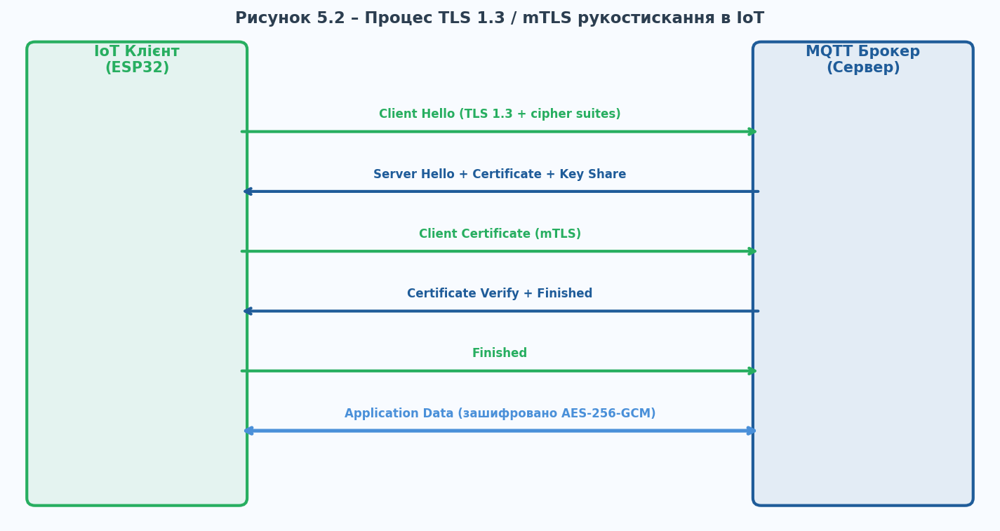 Рисунок 5.2 – Процес TLS 1.3 / mTLS рукостискання в IoT
IoT Клієнт
(ESP32)
MQTT Брокер
(Сервер)
Client Hello (TLS 1.3 + cipher suites)
Server Hello + Certificate + Key Share
Client Certificate (mTLS)
Certificate Verify + Finished
Finished
Application Data (зашифровано AES-256-GCM)